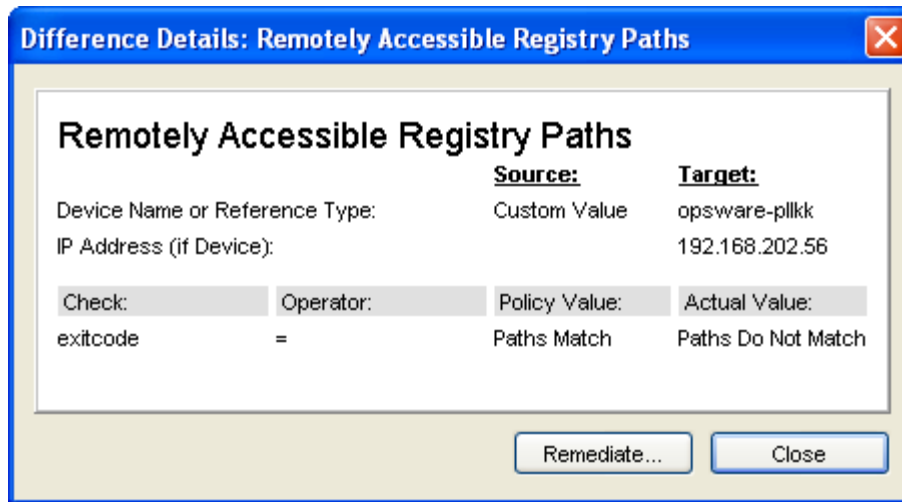 Difference Details: Remotely Accessible Registry Paths
Remotely Accessible Registry Paths
Source: Target:
Device Name or Reference Type: Custom Value opsware-pllkk
IP Address (if Device): 192.168.202.56
Check: Operator: Policy Value: Actual Value:
exitcode = Paths Match Paths Do Not Match
Remediate... Close